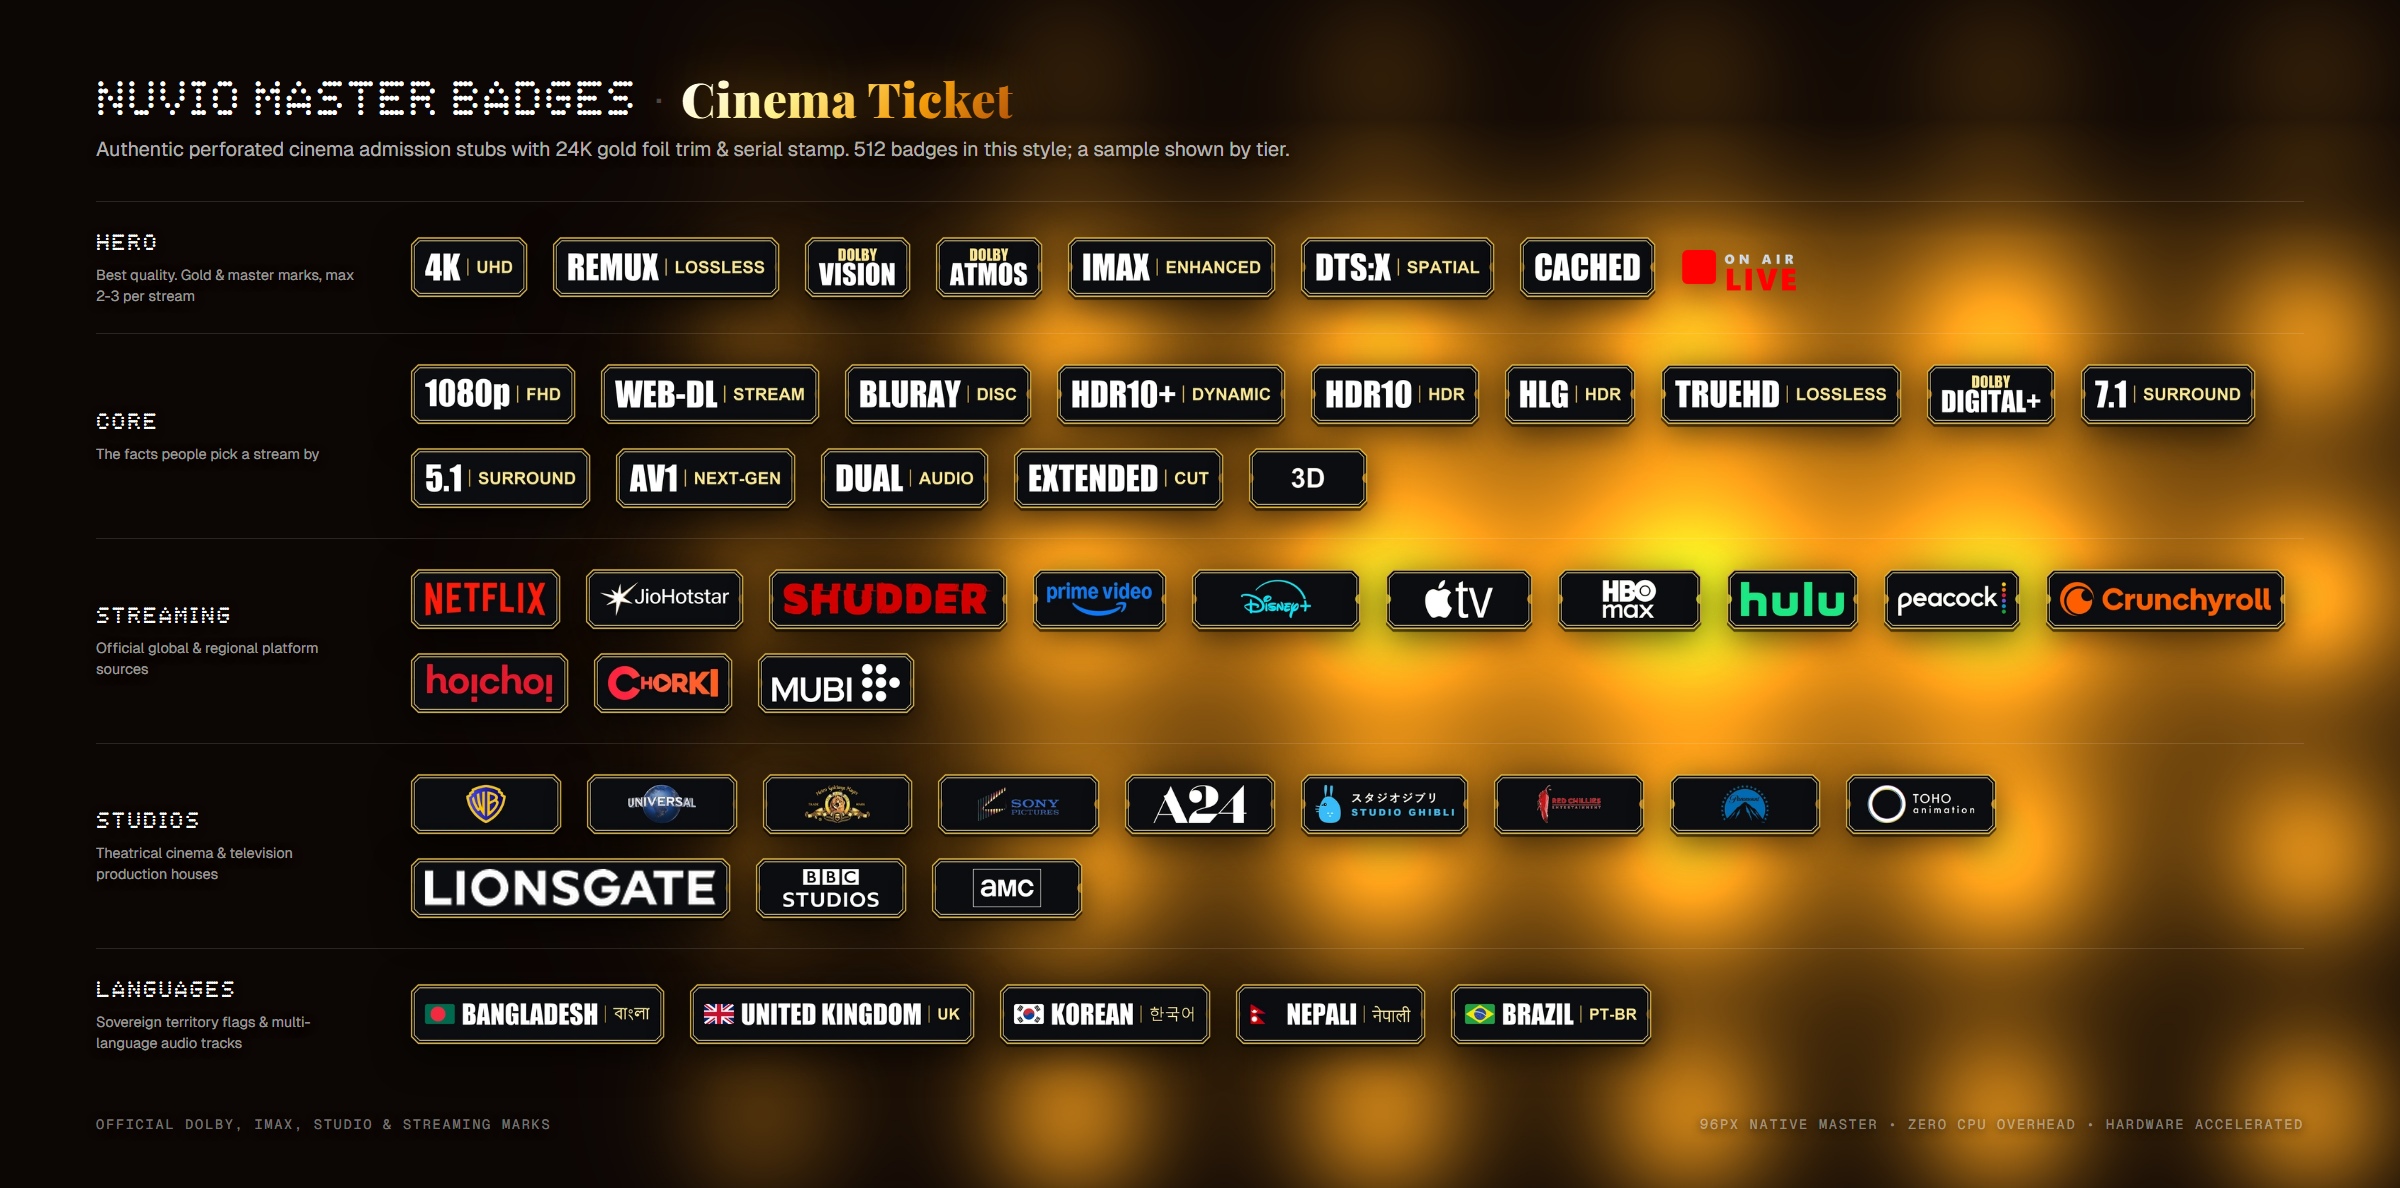 NUVIO MASTER BADGES · Cinema Ticket
Authentic perforated cinema admission stubs with 24K gold foil trim & serial stamp. 512 badges in this style; a sample shown by tier.
HERO
Best quality. Gold & master marks, max
2-3 per stream
4K | UHD
REMUX | LOSSLESS
DOLBY
VISION
DOLBY
ATMOS
IMAX | ENHANCED
DTS:X | SPATIAL
CACHED
ON AIR
LIVE
CORE
The facts people pick a stream by
1080p | FHD
WEB-DL | STREAM
BLURAY | DISC
HDR10+ | DYNAMIC
HDR10 | HDR
HLG | HDR
TRUEHD | LOSSLESS
DOLBY
DIGITAL+
7.1 | SURROUND
5.1 | SURROUND
AV1 | NEXT-GEN
DUAL | AUDIO
EXTENDED | CUT
3D
STREAMING
Official global & regional platform
sources
NETFLIX
JioHotstar
SHUDDER
prime video
Disney+
tv
HBO
max
hulu
peacock
Crunchyroll
hoichoi
CHORKI
MUBI
STUDIOS
Theatrical cinema & television
production houses
WB
UNIVERSAL
SONY
PICTURES
A24
スタジオジブリ
STUDIO GHIBLI
RED CHILLIES
ENTERTAINMENT
Paramount
TOHO
animation
LIONSGATE
BBC
STUDIOS
aMC
LANGUAGES
Sovereign territory flags & multi-
language audio tracks
BANGLADESH | বাংলা
UNITED KINGDOM | UK
KOREAN | 한국어
NEPALI | नेपाली
BRAZIL | PT-BR
OFFICIAL DOLBY, IMAX, STUDIO & STREAMING MARKS
96PX NATIVE MASTER • ZERO CPU OVERHEAD • HARDWARE ACCELERATED